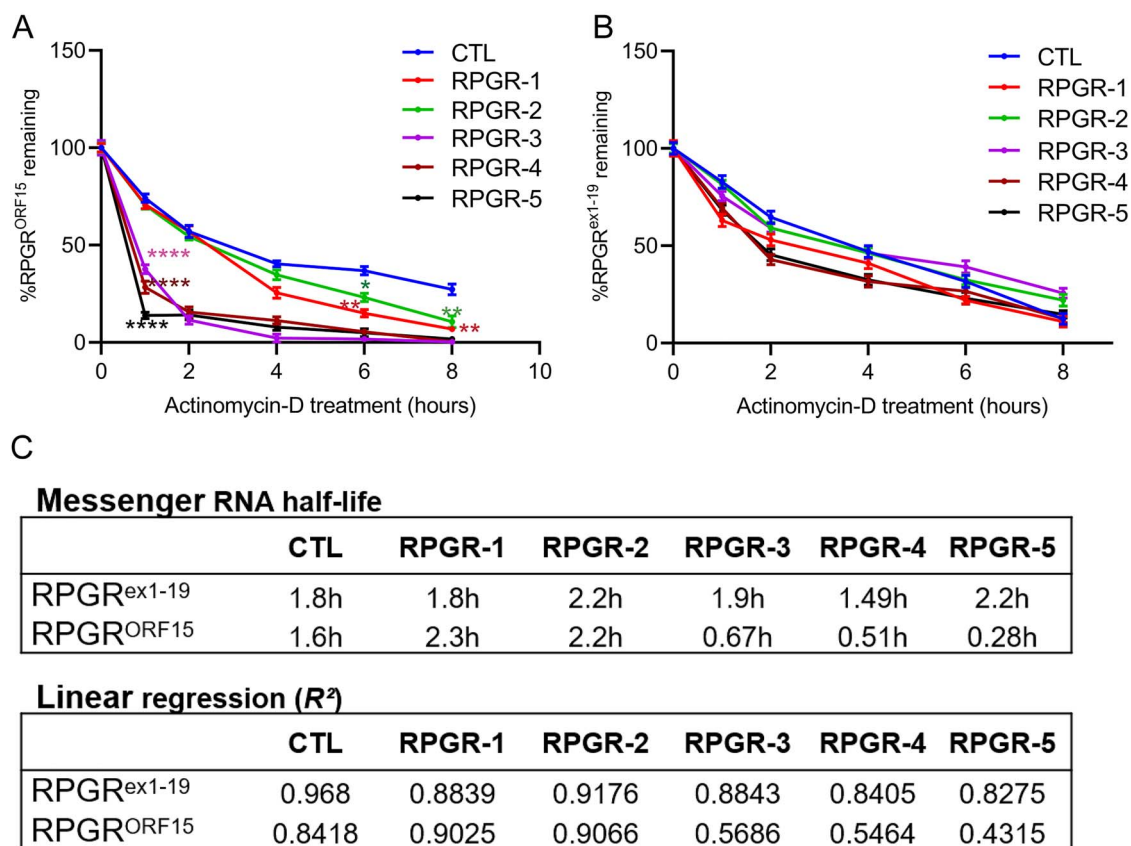 A
150
100
50
0
%RPGR^ORF15 remaining
CTL
RPGR-1
RPGR-2
RPGR-3
RPGR-4
RPGR-5
****
****
****
*
**
**
**
0
2
4
6
8
10
Actinomycin-D treatment (hours)
B
150
100
50
0
%RPGR^ex1-19 remaining
CTL
RPGR-1
RPGR-2
RPGR-3
RPGR-4
RPGR-5
0
2
4
6
8
Actinomycin-D treatment (hours)
C
Messenger RNA half-life
CTL RPGR-1 RPGR-2 RPGR-3 RPGR-4 RPGR-5
RPGR^ex1-19 1.8h 1.8h 2.2h 1.9h 1.49h 2.2h
RPGR^ORF15 1.6h 2.3h 2.2h 0.67h 0.51h 0.28h
Linear regression (R²)
CTL RPGR-1 RPGR-2 RPGR-3 RPGR-4 RPGR-5
RPGR^ex1-19 0.968 0.8839 0.9176 0.8843 0.8405 0.8275
RPGR^ORF15 0.8418 0.9025 0.9066 0.5686 0.5464 0.4315